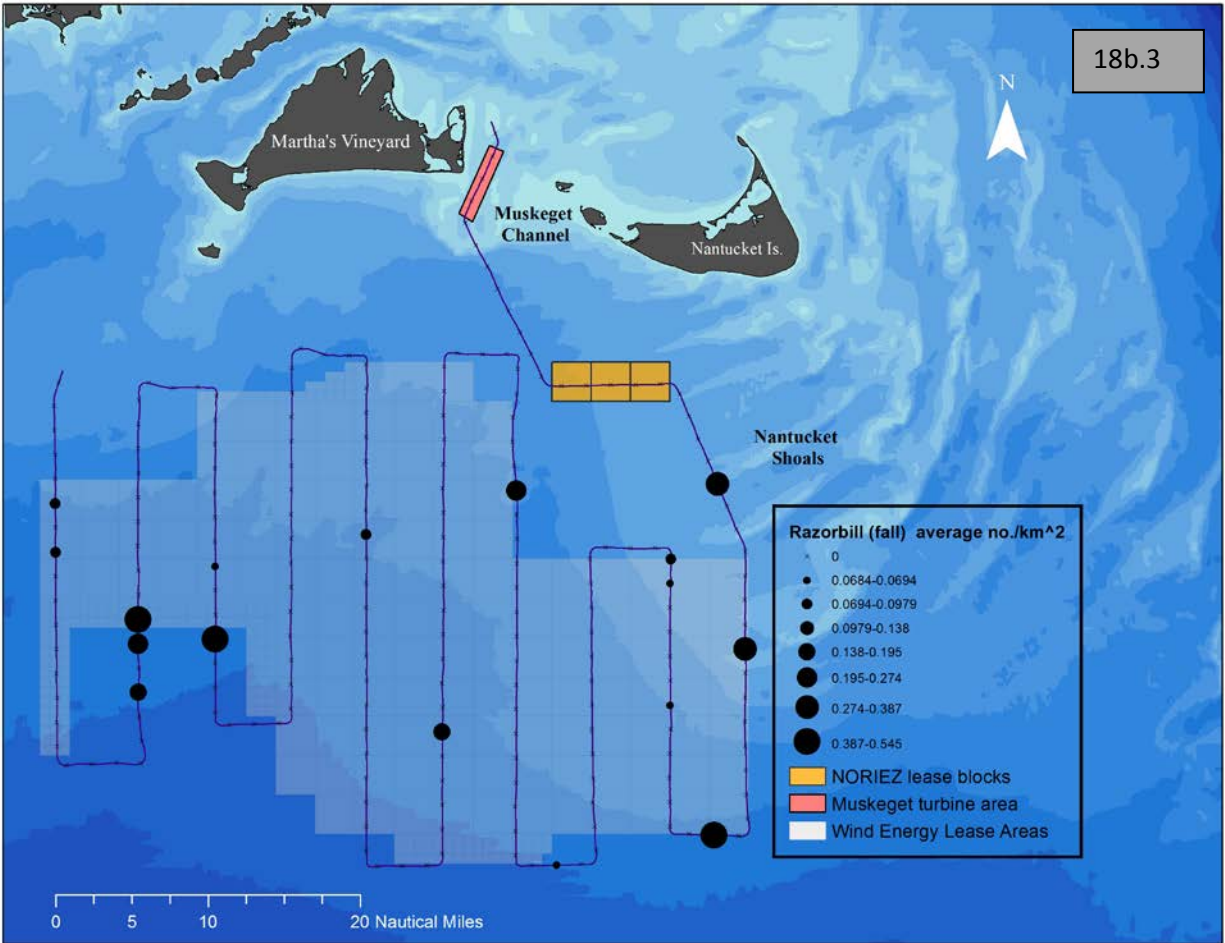 18b.3
N
Martha's Vineyard
Muskeget
Channel
Nantucket Is.
Nantucket
Shoals
Razorbill (fall) average no./km^2
0
0.0684-0.0694
0.0694-0.0979
0.0979-0.138
0.138-0.195
0.195-0.274
0.274-0.387
0.387-0.545
NORIEZ lease blocks
Muskeget turbine area
Wind Energy Lease Areas
0 5 10 20 Nautical Miles